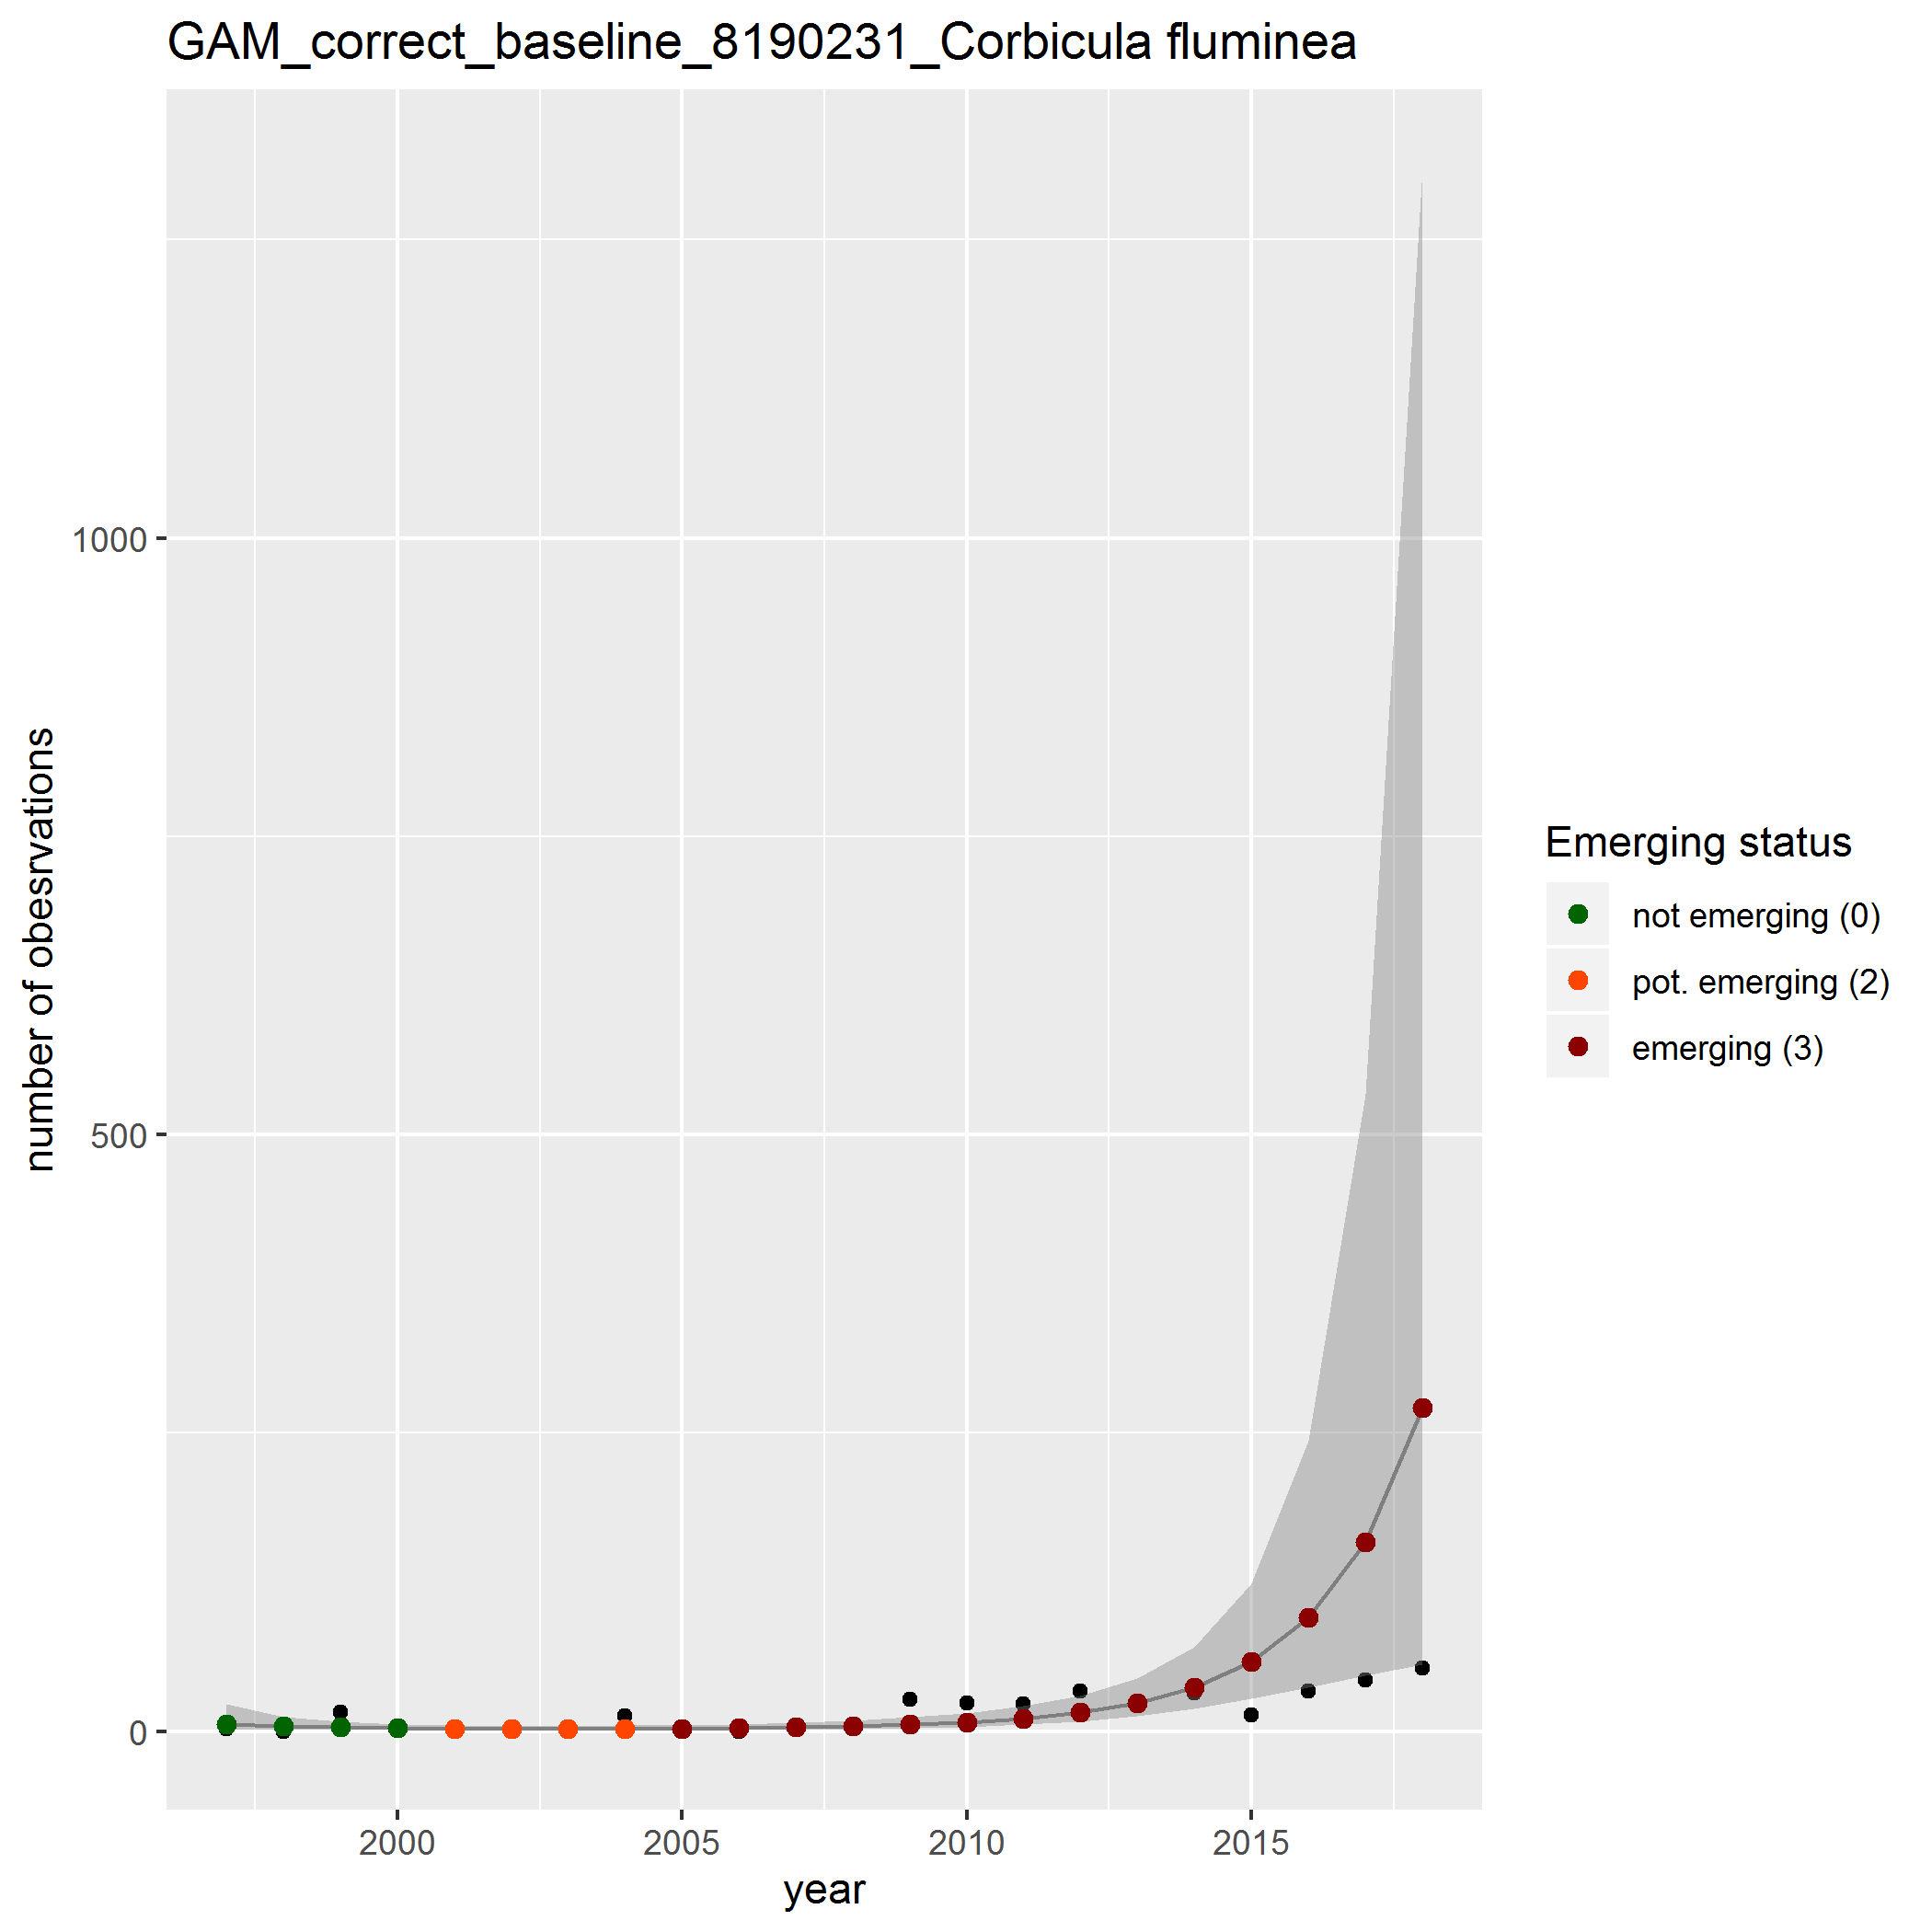 GAM_correct_baseline_8190231_Corbicula fluminea
number of obesrvations
1000
500
0
2000
2005
2010
2015
year
Emerging status
not emerging (0)
pot. emerging (2)
emerging (3)